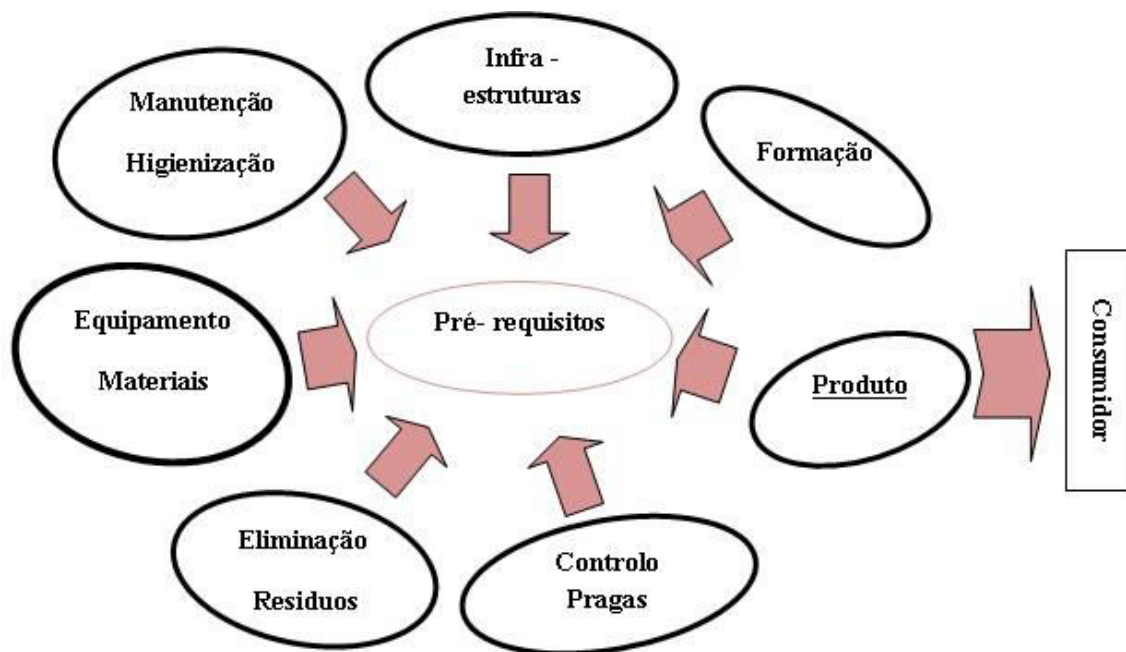 Infra -
estruturas
Manutenção
Higienização
Formação
Equipamento
Materiais
Pré- requisitos
Produto
Consumidor
Eliminação
Residuos
Controlo
Pragas